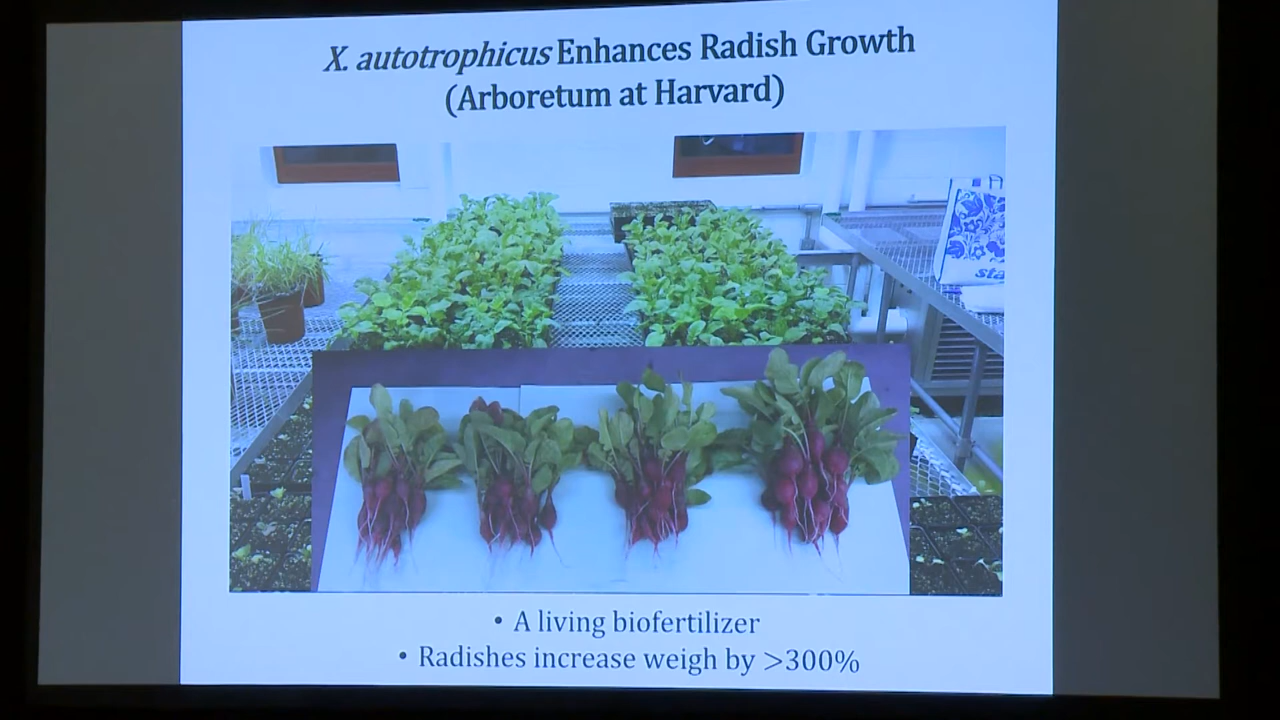 X. autotrophicus Enhances Radish Growth
(Arboretum at Harvard)
• A living biofertilizer
• Radishes increase weigh by >300%